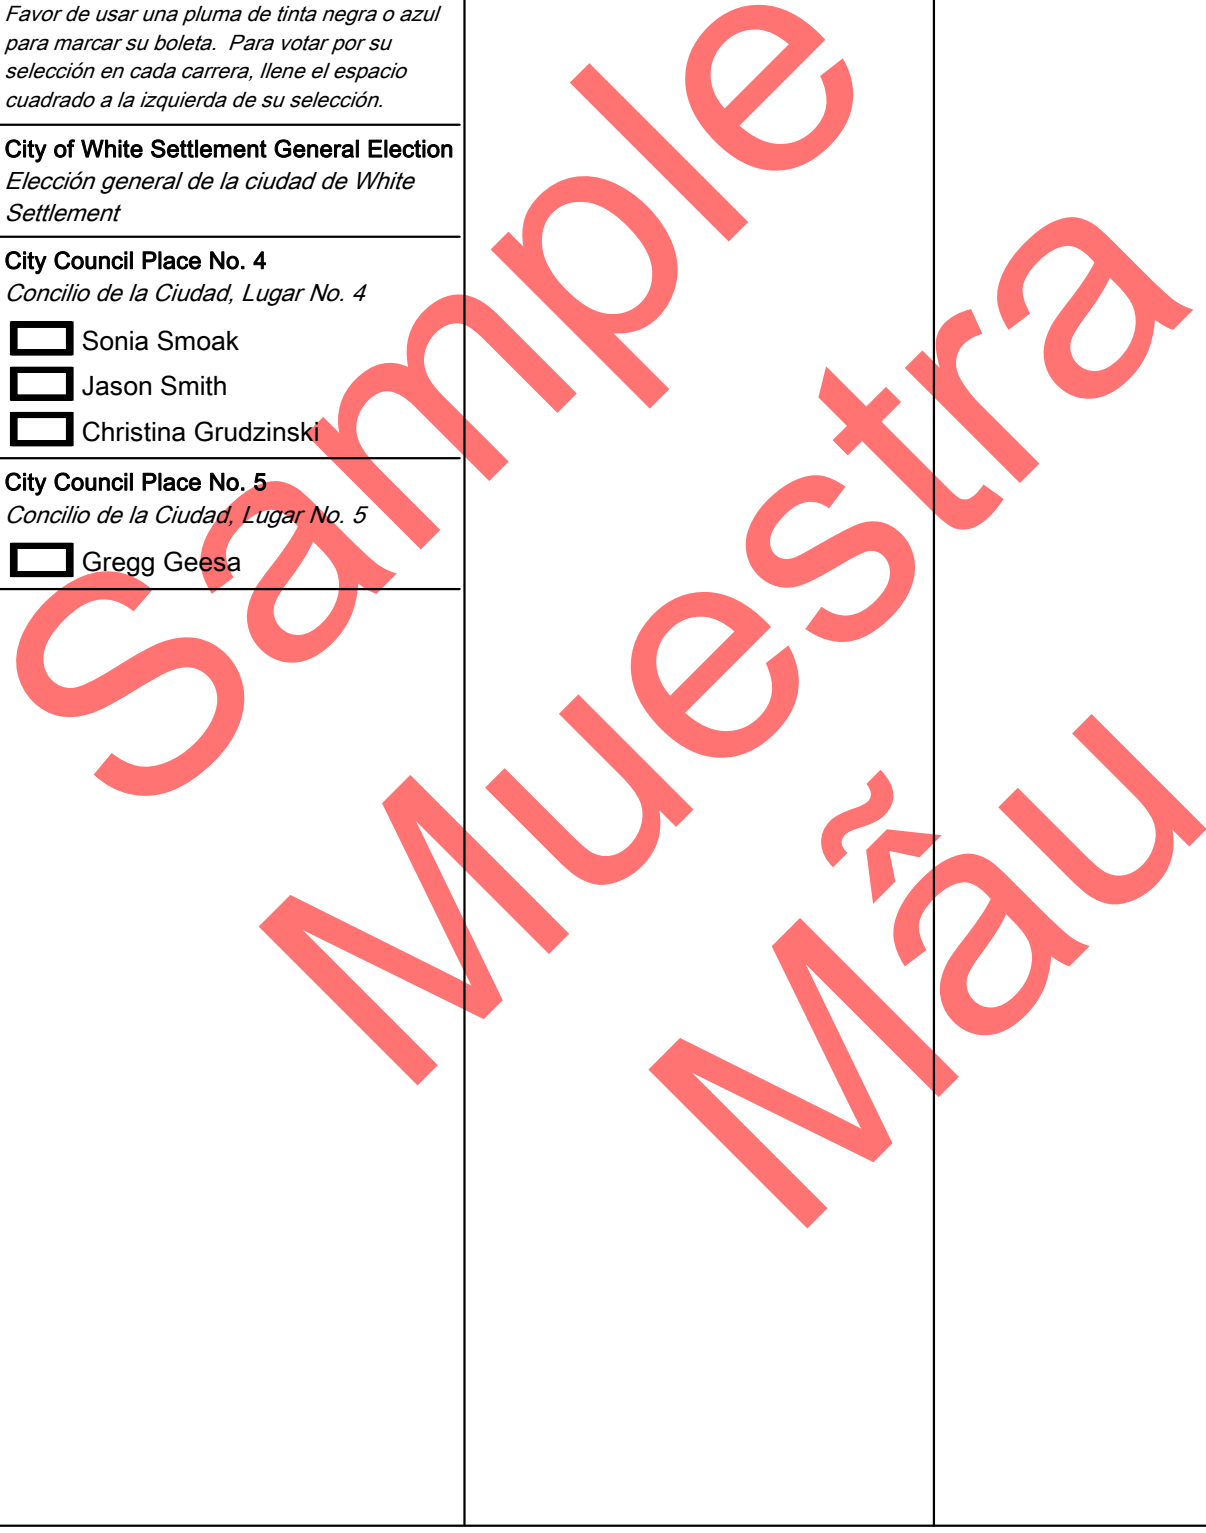 Favor de usar una pluma de tinta negra o azul
para marcar su boleta.  Para votar por su
selección en cada carrera, llene el espacio
cuadrado a la izquierda de su selección.
City of White Settlement General Election
Elección general de la ciudad de White
Settlement
City Council Place No. 4
Concilio de la Ciudad, Lugar No. 4
Sonia Smoak
Jason Smith
Christina Grudzinski
City Council Place No. 5
Concilio de la Ciudad, Lugar No. 5
Gregg Geesa
Sample
Muestra
Mẫu